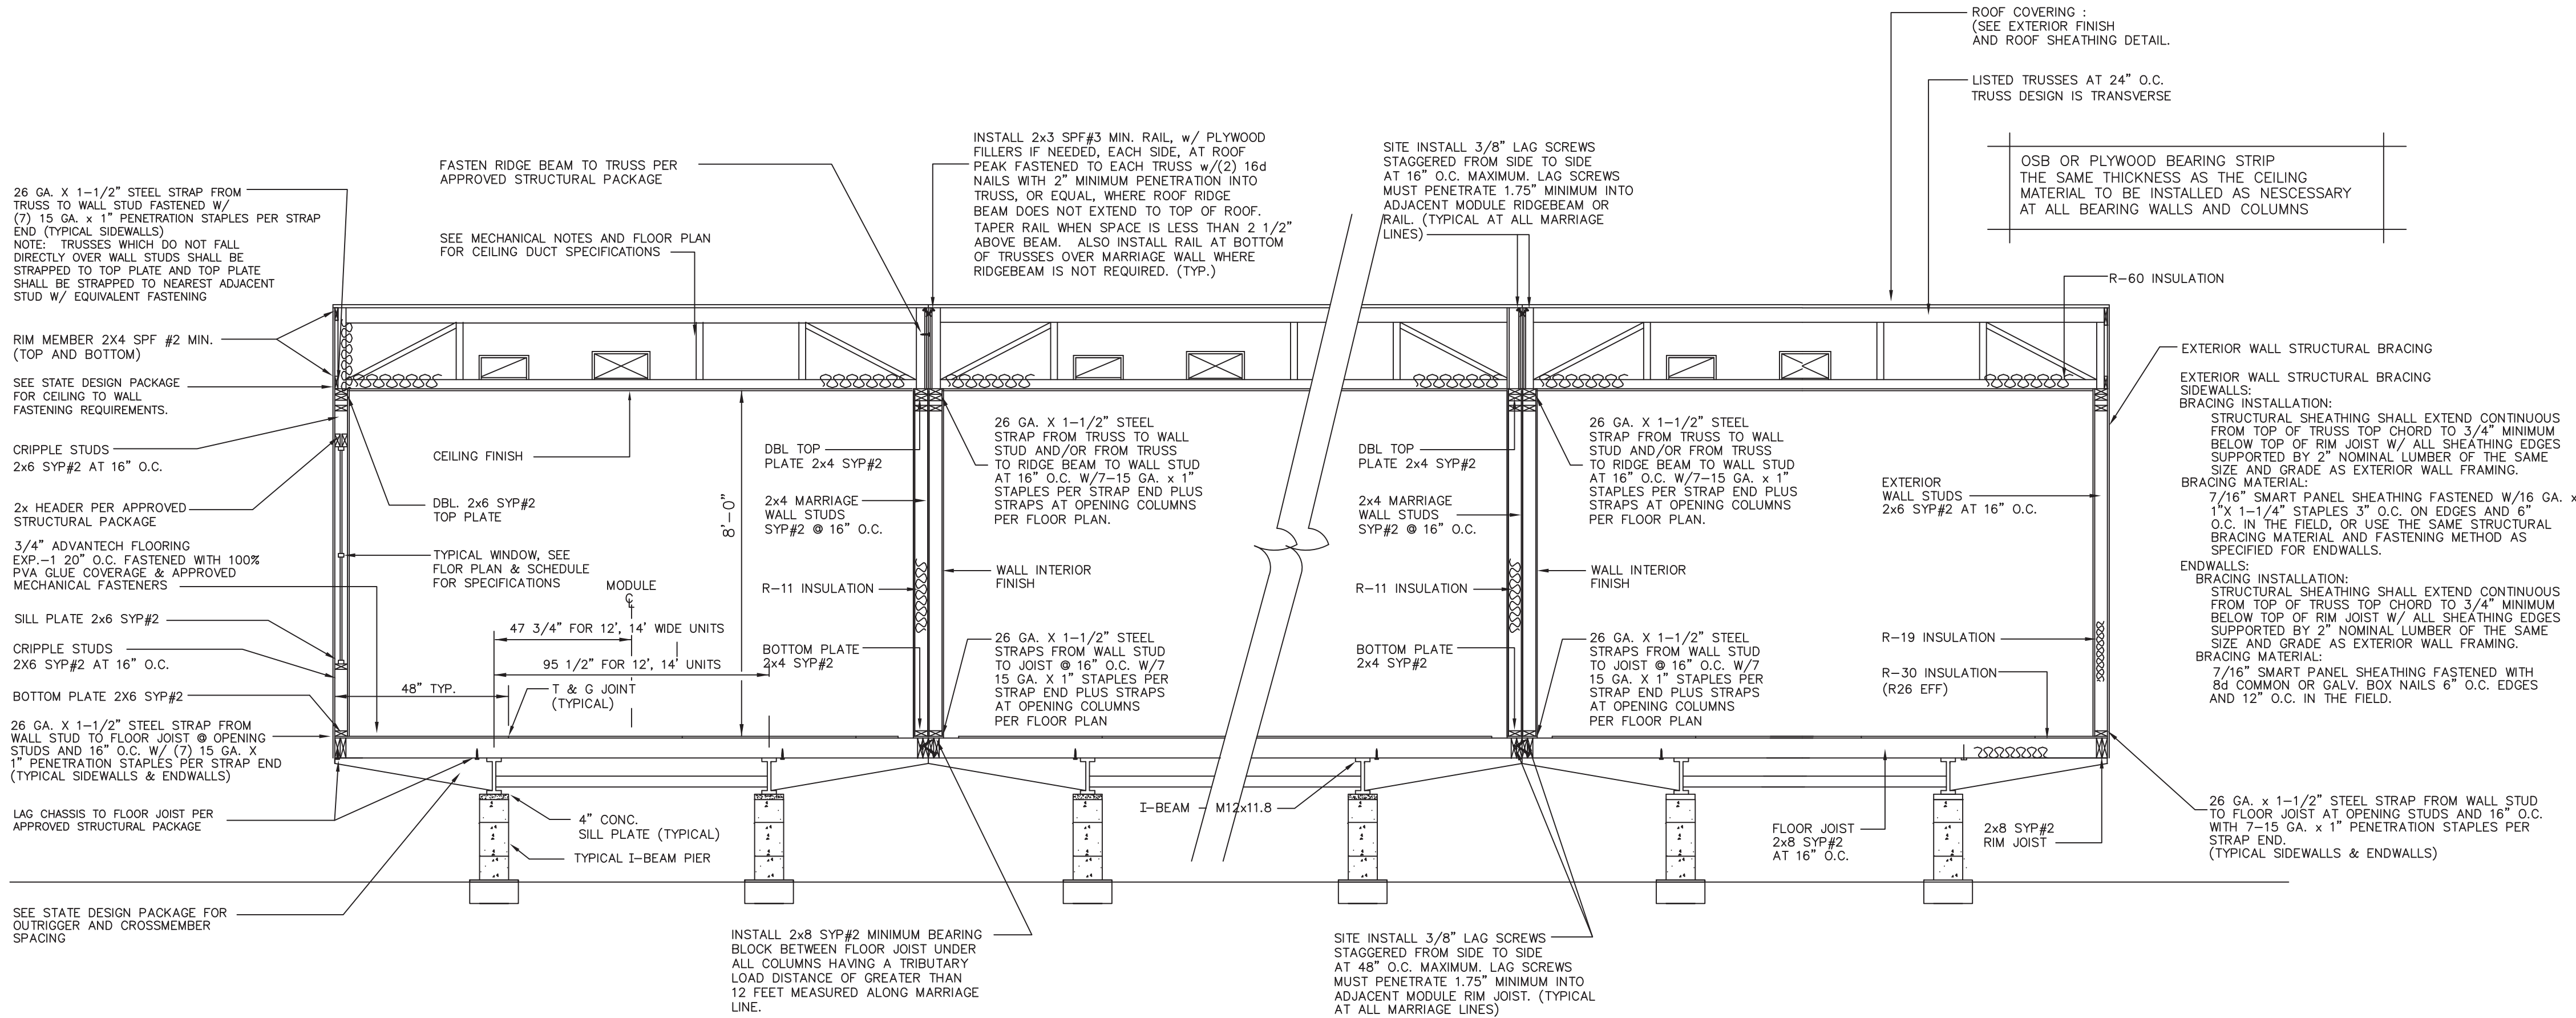 ROOF COVERING :
(SEE EXTERIOR FINISH
AND ROOF SHEATHING DETAIL.
LISTED TRUSSES AT 24" O.C.
TRUSS DESIGN IS TRANSVERSE
OSB OR PLYWOOD BEARING STRIP
THE SAME THICKNESS AS THE CEILING
MATERIAL TO BE INSTALLED AS NESCESSARY
AT ALL BEARING WALLS AND COLUMNS
R-60 INSULATION
SITE INSTALL 3/8" LAG SCREWS
STAGGERED FROM SIDE TO SIDE
AT 16" O.C. MAXIMUM. LAG SCREWS
MUST PENETRATE 1.75" MINIMUM INTO
ADJACENT MODULE RIDGEBEAM OR
RAIL. (TYPICAL AT ALL MARRIAGE
LINES)
INSTALL 2x3 SPF#3 MIN. RAIL, w/ PLYWOOD
FILLERS IF NEEDED, EACH SIDE, AT ROOF
PEAK FASTENED TO EACH TRUSS w/(2) 16d
NAILS WITH 2" MINIMUM PENETRATION INTO
TRUSS, OR EQUAL, WHERE ROOF RIDGE
BEAM DOES NOT EXTEND TO TOP OF ROOF.
TAPER RAIL WHEN SPACE IS LESS THAN 2 1/2"
ABOVE BEAM. ALSO INSTALL RAIL AT BOTTOM
OF TRUSSES OVER MARRIAGE WALL WHERE
RIDGEBEAM IS NOT REQUIRED. (TYP.)
FASTEN RIDGE BEAM TO TRUSS PER
APPROVED STRUCTURAL PACKAGE
SEE MECHANICAL NOTES AND FLOOR PLAN
FOR CEILING DUCT SPECIFICATIONS
26 GA. X 1-1/2" STEEL STRAP FROM
TRUSS TO WALL STUD FASTENED W/
(7) 15 GA. x 1" PENETRATION STAPLES PER STRAP
END (TYPICAL SIDEWALLS)
NOTE: TRUSSES WHICH DO NOT FALL
DIRECTLY OVER WALL STUDS SHALL BE
STRAPPED TO TOP PLATE AND TOP PLATE
SHALL BE STRAPPED TO NEAREST ADJACENT
STUD W/ EQUIVALENT FASTENING
RIM MEMBER 2X4 SPF #2 MIN.
(TOP AND BOTTOM)
SEE STATE DESIGN PACKAGE
FOR CEILING TO WALL
FASTENING REQUIREMENTS.
CRIPPLE STUDS
2x6 SYP#2 AT 16" O.C.
2x HEADER PER APPROVED
STRUCTURAL PACKAGE
3/4" ADVANTECH FLOORING
EXP.-1 20" O.C. FASTENED WITH 100%
PVA GLUE COVERAGE & APPROVED
MECHANICAL FASTENERS
SILL PLATE 2x6 SYP#2
CRIPPLE STUDS
2X6 SYP#2 AT 16" O.C.
BOTTOM PLATE 2X6 SYP#2
26 GA. X 1-1/2" STEEL STRAP FROM
WALL STUD TO FLOOR JOIST @ OPENING
STUDS AND 16" O.C. W/ (7) 15 GA. X
1" PENETRATION STAPLES PER STRAP END
(TYPICAL SIDEWALLS & ENDWALLS)
LAG CHASSIS TO FLOOR JOIST PER
APPROVED STRUCTURAL PACKAGE
SEE STATE DESIGN PACKAGE FOR
OUTRIGGER AND CROSSMEMBER
SPACING
CEILING FINISH
DBL. 2x6 SYP#2
TOP PLATE
TYPICAL WINDOW, SEE
FLOR PLAN & SCHEDULE
FOR SPECIFICATIONS
MODULE
CL
47 3/4" FOR 12', 14' WIDE UNITS
95 1/2" FOR 12', 14' UNITS
48" TYP.
T & G JOINT
(TYPICAL)
8'-0"
4" CONC.
SILL PLATE (TYPICAL)
TYPICAL I-BEAM PIER
DBL TOP
PLATE 2x4 SYP#2
2x4 MARRIAGE
WALL STUDS
SYP#2 @ 16" O.C.
R-11 INSULATION
BOTTOM PLATE
2x4 SYP#2
26 GA. X 1-1/2" STEEL
STRAP FROM TRUSS TO WALL
STUD AND/OR FROM TRUSS
TO RIDGE BEAM TO WALL STUD
AT 16" O.C. W/7-15 GA. x 1"
STAPLES PER STRAP END PLUS
STRAPS AT OPENING COLUMNS
PER FLOOR PLAN.
WALL INTERIOR
FINISH
26 GA. X 1-1/2" STEEL
STRAPS FROM WALL STUD
TO JOIST @ 16" O.C. W/7
15 GA. X 1" STAPLES PER
STRAP END PLUS STRAPS
AT OPENING COLUMNS
PER FLOOR PLAN
I-BEAM - M12x11.8
INSTALL 2x8 SYP#2 MINIMUM BEARING
BLOCK BETWEEN FLOOR JOIST UNDER
ALL COLUMNS HAVING A TRIBUTARY
LOAD DISTANCE OF GREATER THAN
12 FEET MEASURED ALONG MARRIAGE
LINE.
DBL TOP
PLATE 2x4 SYP#2
2x4 MARRIAGE
WALL STUDS
SYP#2 @ 16" O.C.
R-11 INSULATION
BOTTOM PLATE
2x4 SYP#2
26 GA. X 1-1/2" STEEL
STRAP FROM TRUSS TO WALL
STUD AND/OR FROM TRUSS
TO RIDGE BEAM TO WALL STUD
AT 16" O.C. W/7-15 GA. x 1"
STAPLES PER STRAP END PLUS
STRAPS AT OPENING COLUMNS
PER FLOOR PLAN.
WALL INTERIOR
FINISH
26 GA. X 1-1/2" STEEL
STRAPS FROM WALL STUD
TO JOIST @ 16" O.C. W/7
15 GA. X 1" STAPLES PER
STRAP END PLUS STRAPS
AT OPENING COLUMNS
PER FLOOR PLAN
SITE INSTALL 3/8" LAG SCREWS
STAGGERED FROM SIDE TO SIDE
AT 48" O.C. MAXIMUM. LAG SCREWS
MUST PENETRATE 1.75" MINIMUM INTO
ADJACENT MODULE RIM JOIST. (TYPICAL
AT ALL MARRIAGE LINES)
EXTERIOR
WALL STUDS
2x6 SYP#2 AT 16" O.C.
R-19 INSULATION
R-30 INSULATION
(R26 EFF)
FLOOR JOIST
2x8 SYP#2
AT 16" O.C.
2x8 SYP#2
RIM JOIST
EXTERIOR WALL STRUCTURAL BRACING
EXTERIOR WALL STRUCTURAL BRACING
SIDEWALLS:
BRACING INSTALLATION:
STRUCTURAL SHEATHING SHALL EXTEND CONTINUOUS
FROM TOP OF TRUSS TOP CHORD TO 3/4" MINIMUM
BELOW TOP OF RIM JOIST W/ ALL SHEATHING EDGES
SUPPORTED BY 2" NOMINAL LUMBER OF THE SAME
SIZE AND GRADE AS EXTERIOR WALL FRAMING.
BRACING MATERIAL:
7/16" SMART PANEL SHEATHING FASTENED W/16 GA. x
1"X 1-1/4" STAPLES 3" O.C. ON EDGES AND 6"
O.C. IN THE FIELD, OR USE THE SAME STRUCTURAL
BRACING MATERIAL AND FASTENING METHOD AS
SPECIFIED FOR ENDWALLS.
ENDWALLS:
BRACING INSTALLATION:
STRUCTURAL SHEATHING SHALL EXTEND CONTINUOUS
FROM TOP OF TRUSS TOP CHORD TO 3/4" MINIMUM
BELOW TOP OF RIM JOIST W/ ALL SHEATHING EDGES
SUPPORTED BY 2" NOMINAL LUMBER OF THE SAME
SIZE AND GRADE AS EXTERIOR WALL FRAMING.
BRACING MATERIAL:
7/16" SMART PANEL SHEATHING FASTENED WITH
8d COMMON OR GALV. BOX NAILS 6" O.C. EDGES
AND 12" O.C. IN THE FIELD.
26 GA. x 1-1/2" STEEL STRAP FROM WALL STUD
TO FLOOR JOIST AT OPENING STUDS AND 16" O.C.
WITH 7-15 GA. x 1" PENETRATION STAPLES PER
STRAP END.
(TYPICAL SIDEWALLS & ENDWALLS)